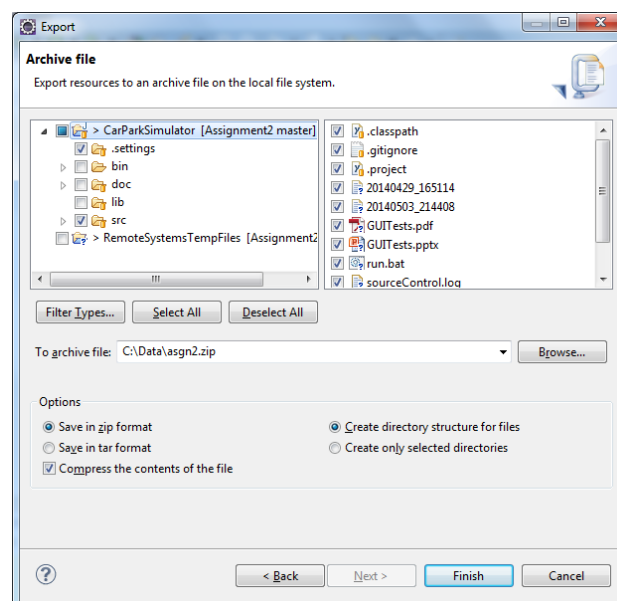 Export
Archive file
Export resources to an archive file on the local file system.
> CarParkSimulator [Assignment2 master]
.settings
bin
doc
lib
src
> RemoteSystemsTempFiles [Assignment2
.classpath
.gitignore
.project
20140429_165114
20140503_214408
GUITests.pdf
GUITests.pptx
run.bat
sourceControl.log
Filter Types...
Select All
Deselect All
To archive file:
C:\Data\asgn2.zip
Browse...
Options
Save in zip format
Create directory structure for files
Save in tar format
Create only selected directories
Compress the contents of the file
< Back
Next >
Finish
Cancel